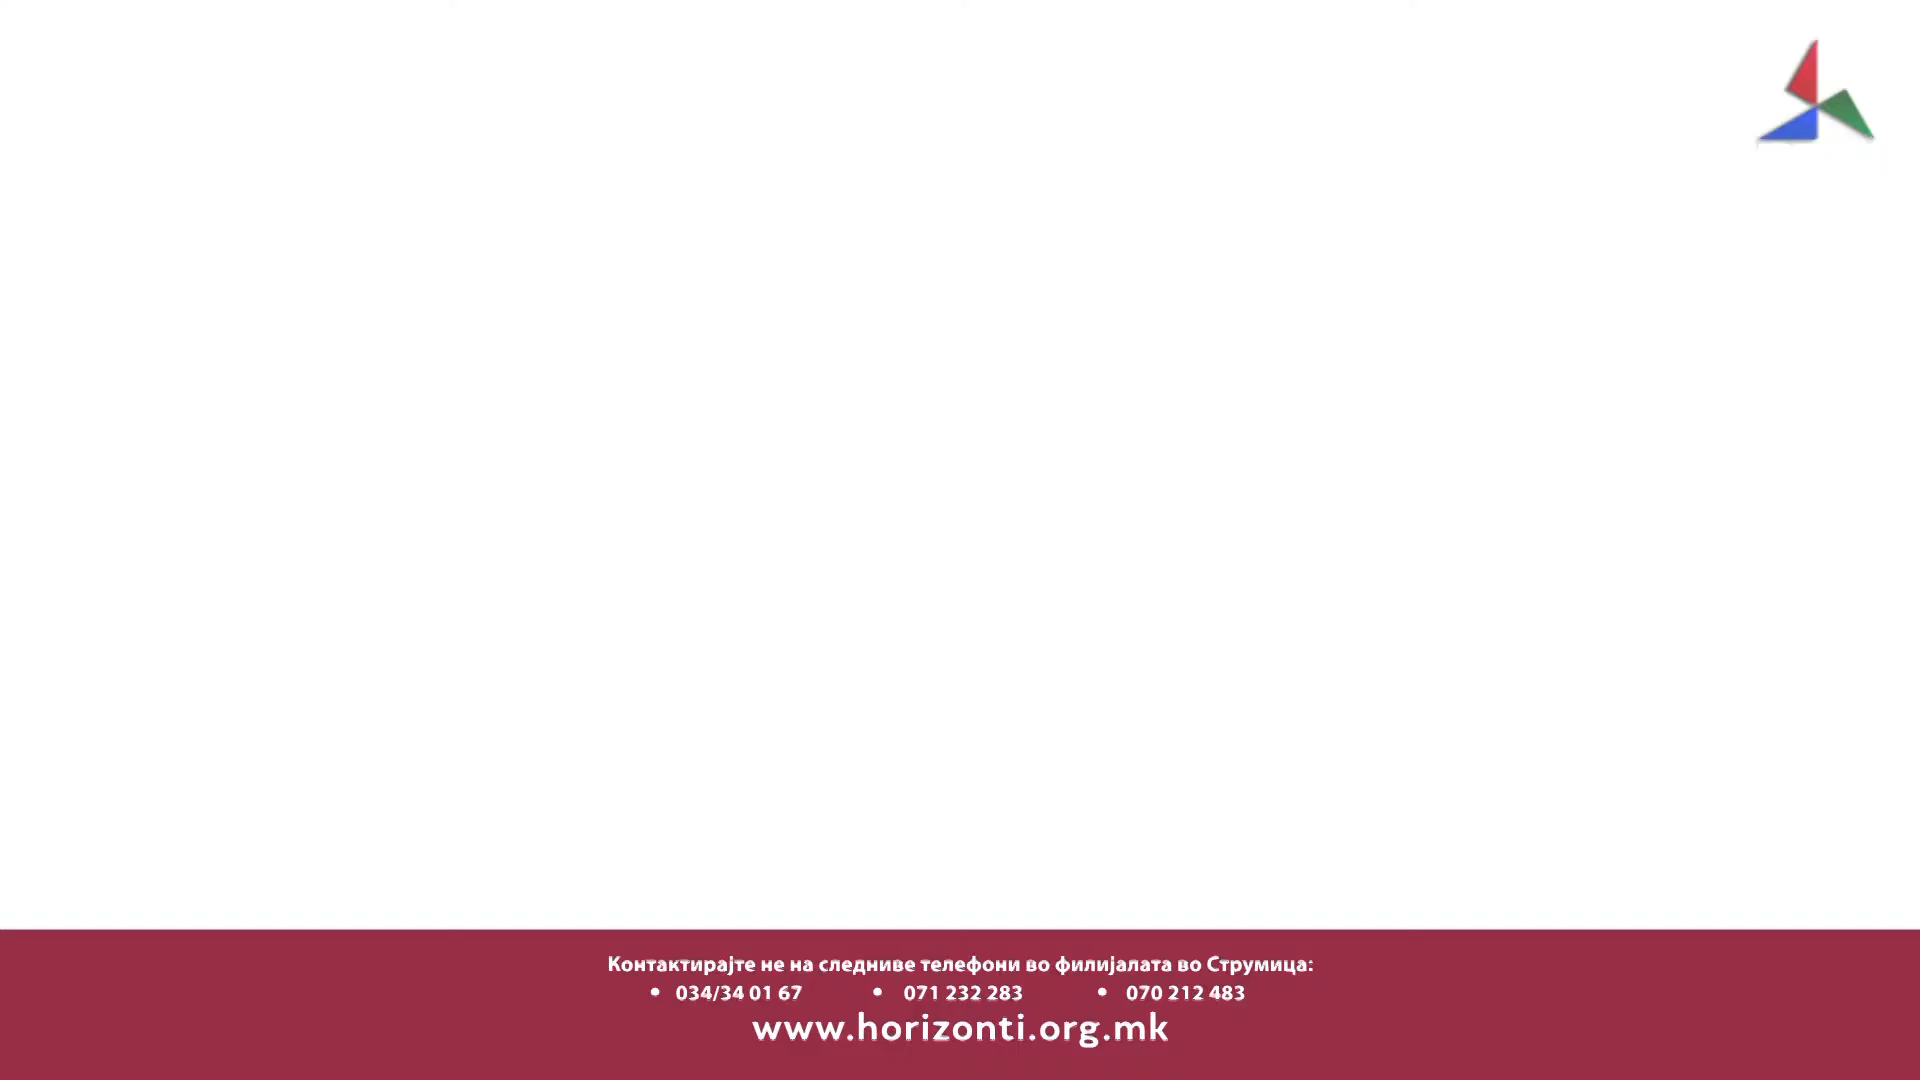 Контактирајте не на следниве телефони во филијалата во Струмица:
• 034/34 01 67 • 071 232 283 • 070 212 483
www.horizonti.org.mk